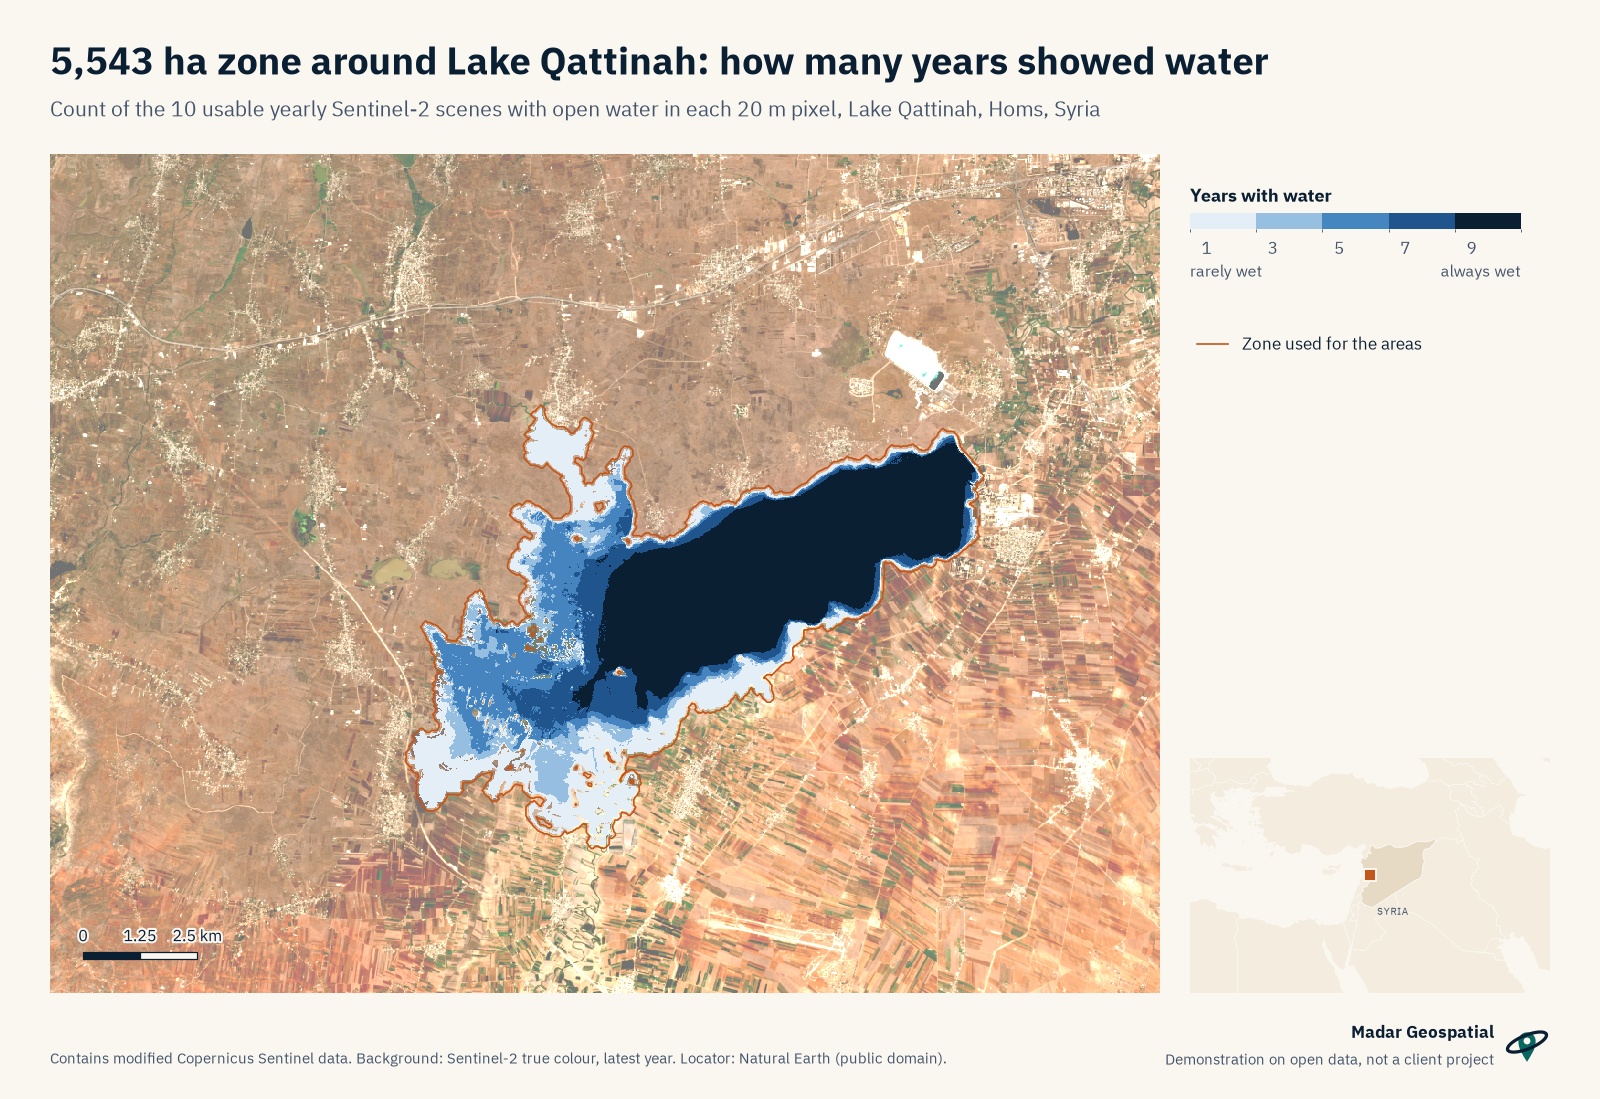 5,543 ha zone around Lake Qattinah: how many years showed water
Count of the 10 usable yearly Sentinel-2 scenes with open water in each 20 m pixel, Lake Qattinah, Homs, Syria
Years with water
1 3 5 7 9
rarely wet always wet
Zone used for the areas
SYRIA
0 1.25 2.5 km
Madar Geospatial
Contains modified Copernicus Sentinel data. Background: Sentinel-2 true colour, latest year. Locator: Natural Earth (public domain).
Demonstration on open data, not a client project